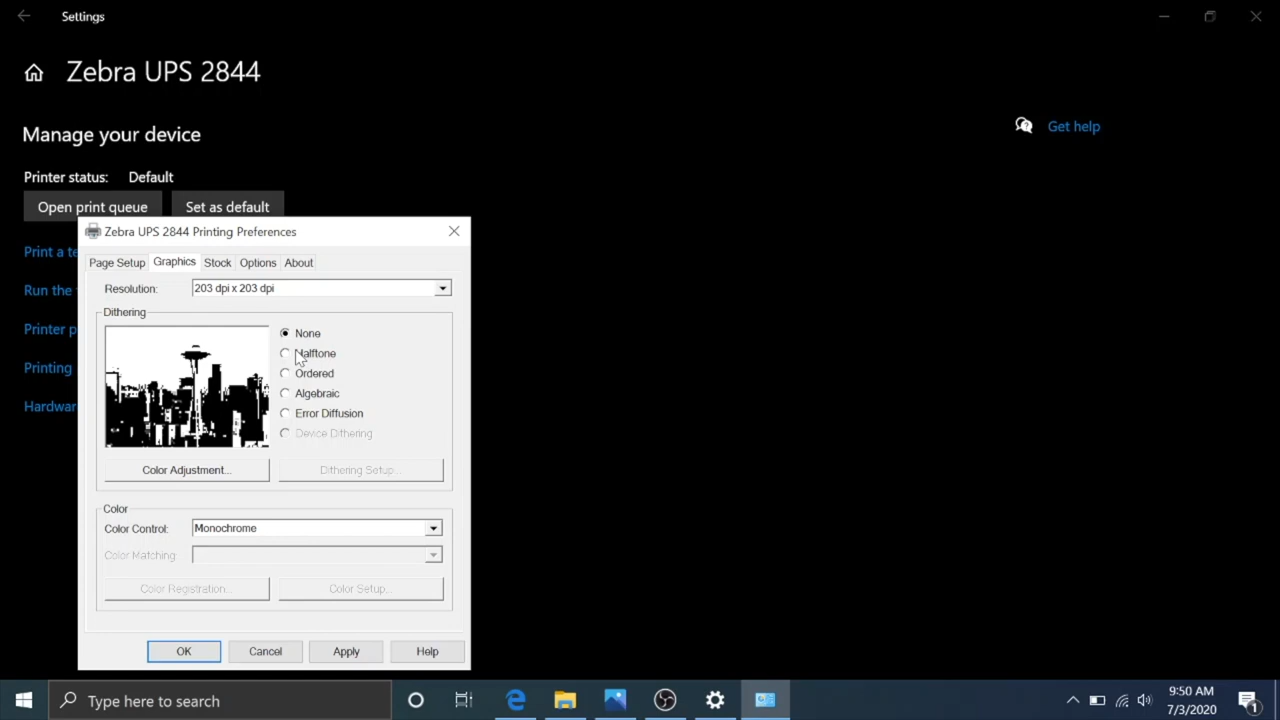 Settings
Zebra UPS 2844
Manage your device
Get help
Printer status: Default
Open print queue Set as default
Print a te
Run the
Printer p
Printing
Hardwar
Zebra UPS 2844 Printing Preferences
Page Setup Graphics Stock Options About
Resolution: 203 dpi x 203 dpi
Dithering
None
Halftone
Ordered
Algebraic
Error Diffusion
Device Dithering
Color Adjustment... Dithering Setup...
Color
Color Control: Monochrome
Color Matching:
Color Registration... Color Setup...
OK Cancel Apply Help
Type here to search
9:50 AM
7/3/2020
1